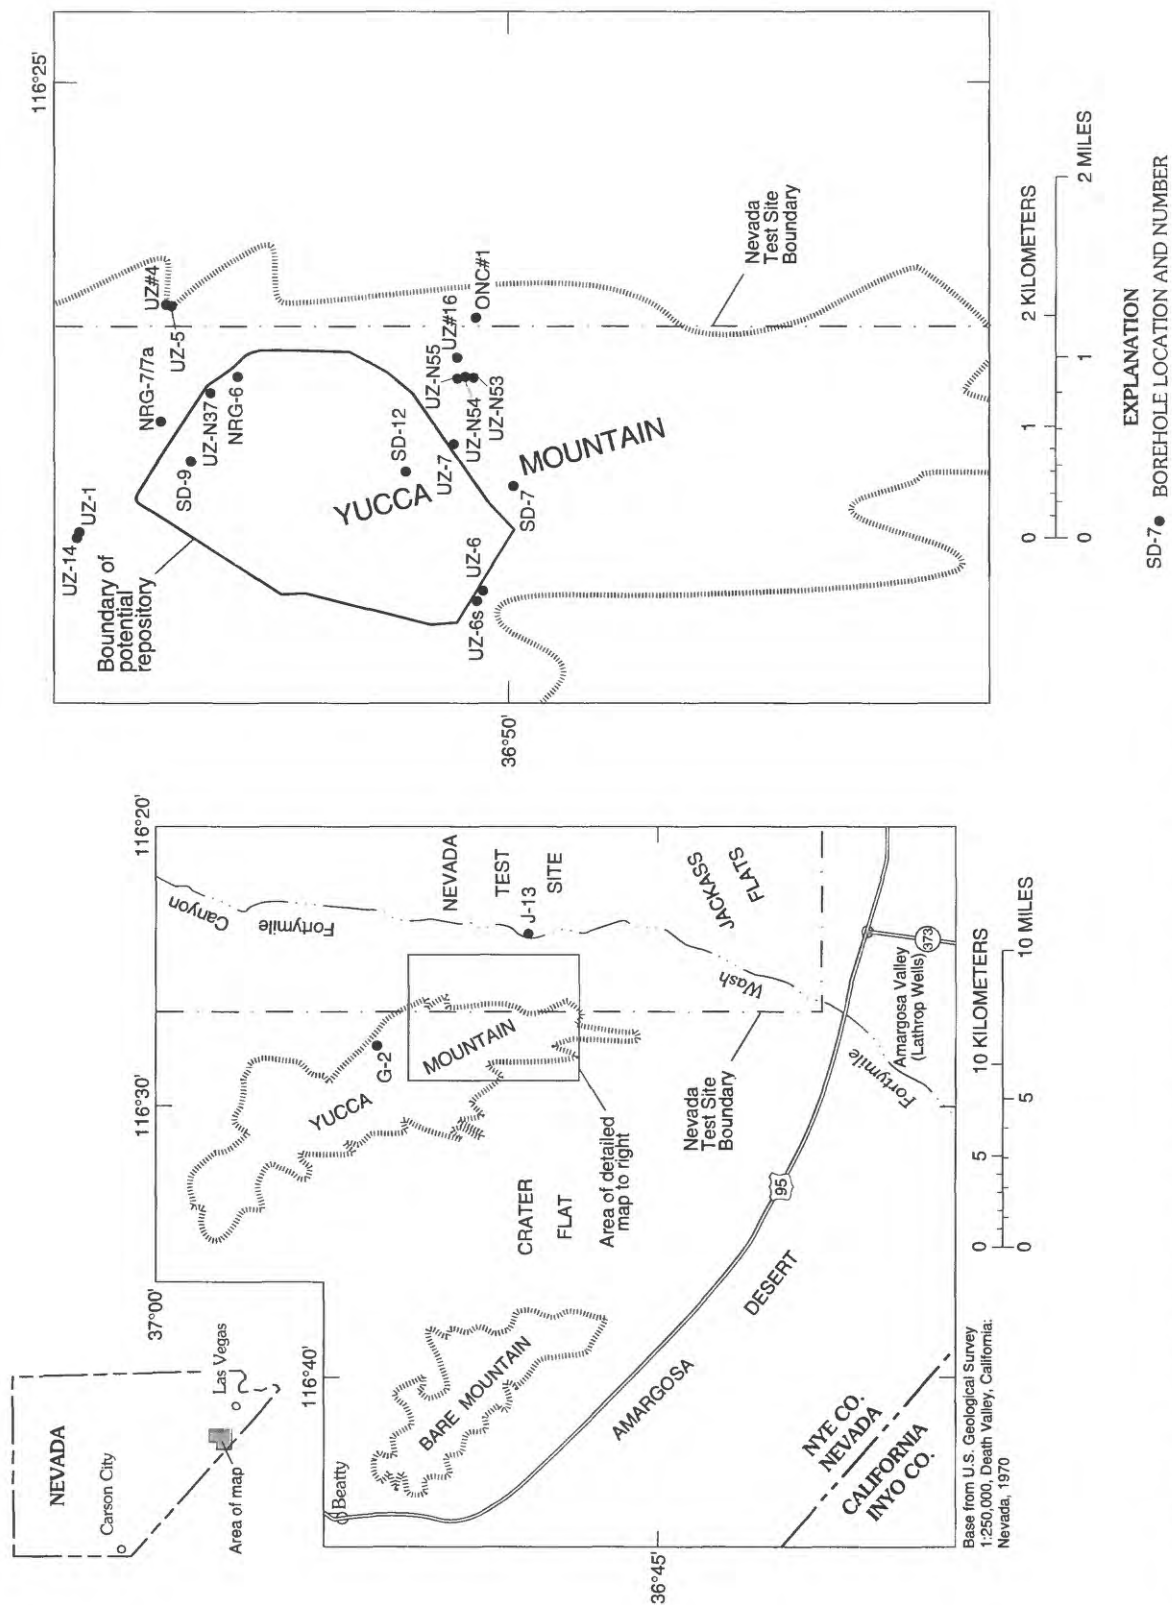 NEVADA
Carson City
Las Vegas
Area of map
37°00'
116°40'
116°30'
116°20'
36°45'
Beatty
BARE MOUNTAIN
YUCCA
MOUNTAIN
G-2
Canyon
Fortymile
NEVADA
TEST
SITE
J-13
CRATER
FLAT
Area of detailed
map to right
JACKASS
FLATS
Wash
Nevada
Test Site
Boundary
Fortymile
95
AMARGOSA
DESERT
Amargosa Valley
(Lathrop Wells)
373
NYE CO.
NEVADA
CALIFORNIA
INYO CO.
Base from U.S. Geological Survey
1:250,000, Death Valley, California:
Nevada, 1970
0 5 10 KILOMETERS
0 5 10 MILES
116°25'
36°50'
UZ-14
UZ-1
Boundary of
potential
repository
NRG-7/7a
UZ#4
UZ-5
SD-9
UZ-N37
NRG-6
YUCCA
MOUNTAIN
SD-12
UZ-7
UZ-N55
UZ#16
UZ-N54
UZ-N53
ONC#1
UZ-6s
UZ-6
SD-7
Nevada
Test Site
Boundary
0 1 2 KILOMETERS
0 1 2 MILES
EXPLANATION
SD-7 BOREHOLE LOCATION AND NUMBER